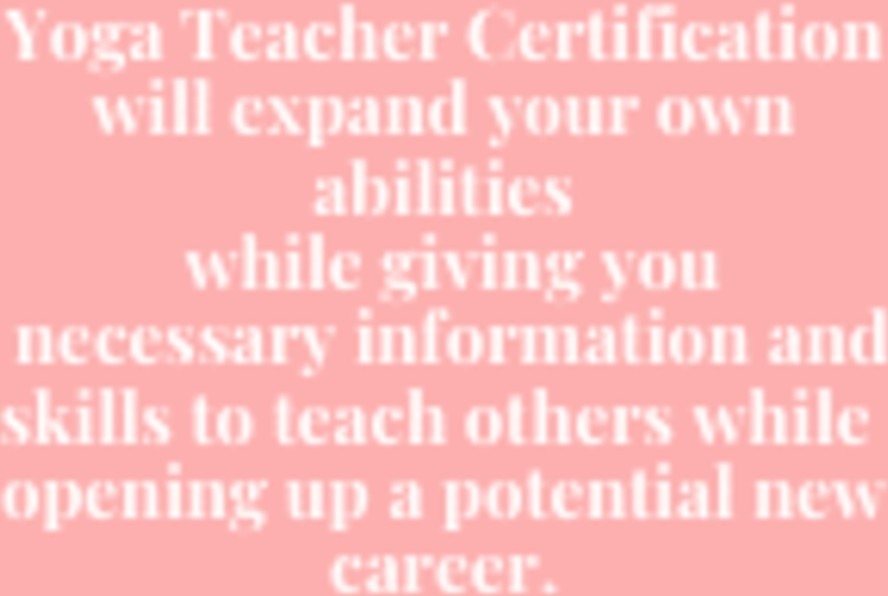 Yoga Teacher Certification
will expand your own
abilities
while giving you
necessary information and
skills to teach others while
opening up a potential new
career.